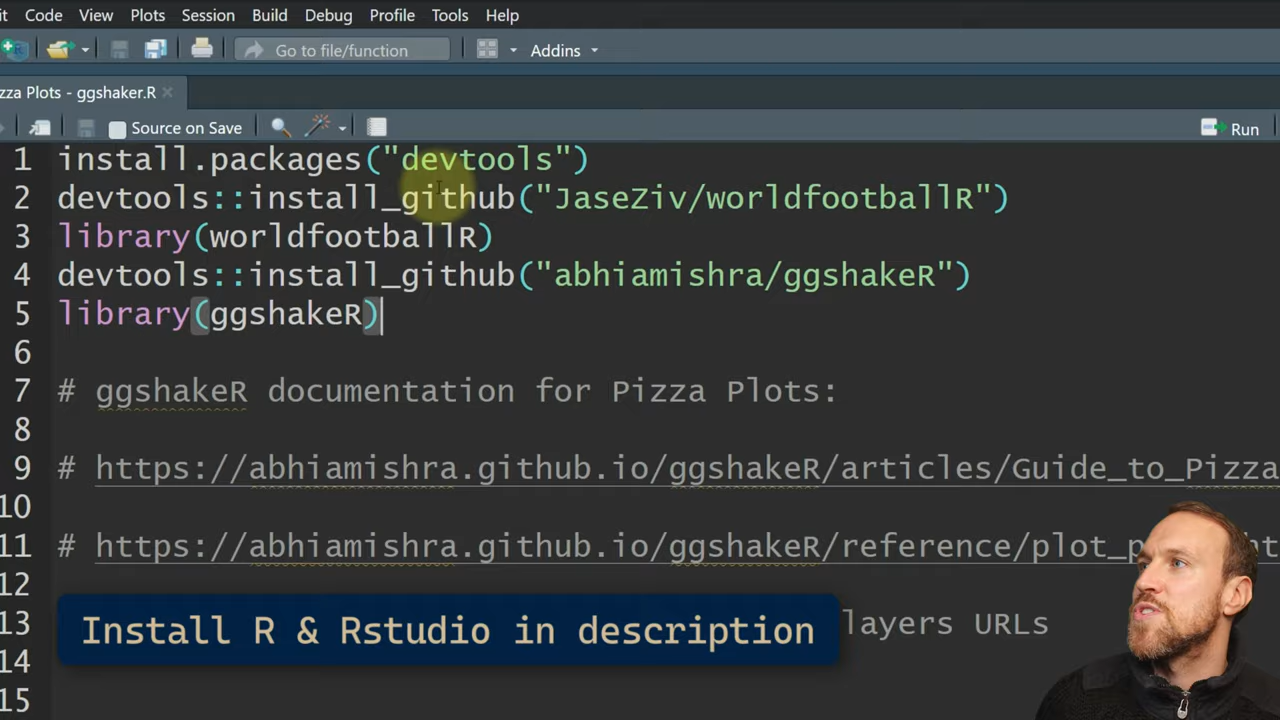 it Code View Plots Session Build Debug Profile Tools Help
Go to file/function Addins
zza Plots - ggshaker.R
Source on Save Run
1 install.packages("devtools")
2 devtools::install_github("JaseZiv/worldfootballR")
3 library(worldfootballR)
4 devtools::install_github("abhiamishra/ggshakeR")
5 library(ggshakeR)
6
7 # ggshakeR documentation for Pizza Plots:
8
9 # https://abhiamishra.github.io/ggshakeR/articles/Guide_to_Pizza
10
11 # https://abhiamishra.github.io/ggshakeR/reference/plot_p
12
13 layers URLs
Install R & Rstudio in description
14
15